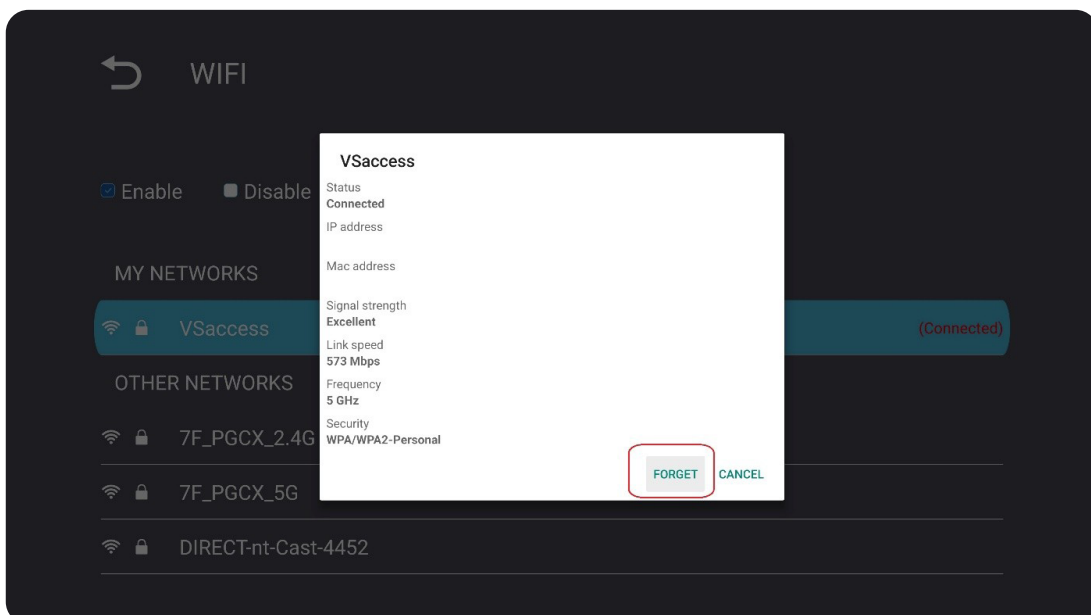 WIFI
Enable Disable
MY NETWORKS
VSaccess (Connected)
OTHER NETWORKS
7F_PGCX_2.4G
7F_PGCX_5G
DIRECT-nt-Cast-4452
VSaccess
Status
Connected
IP address
Mac address
Signal strength
Excellent
Link speed
573 Mbps
Frequency
5 GHz
Security
WPA/WPA2-Personal
FORGET CANCEL